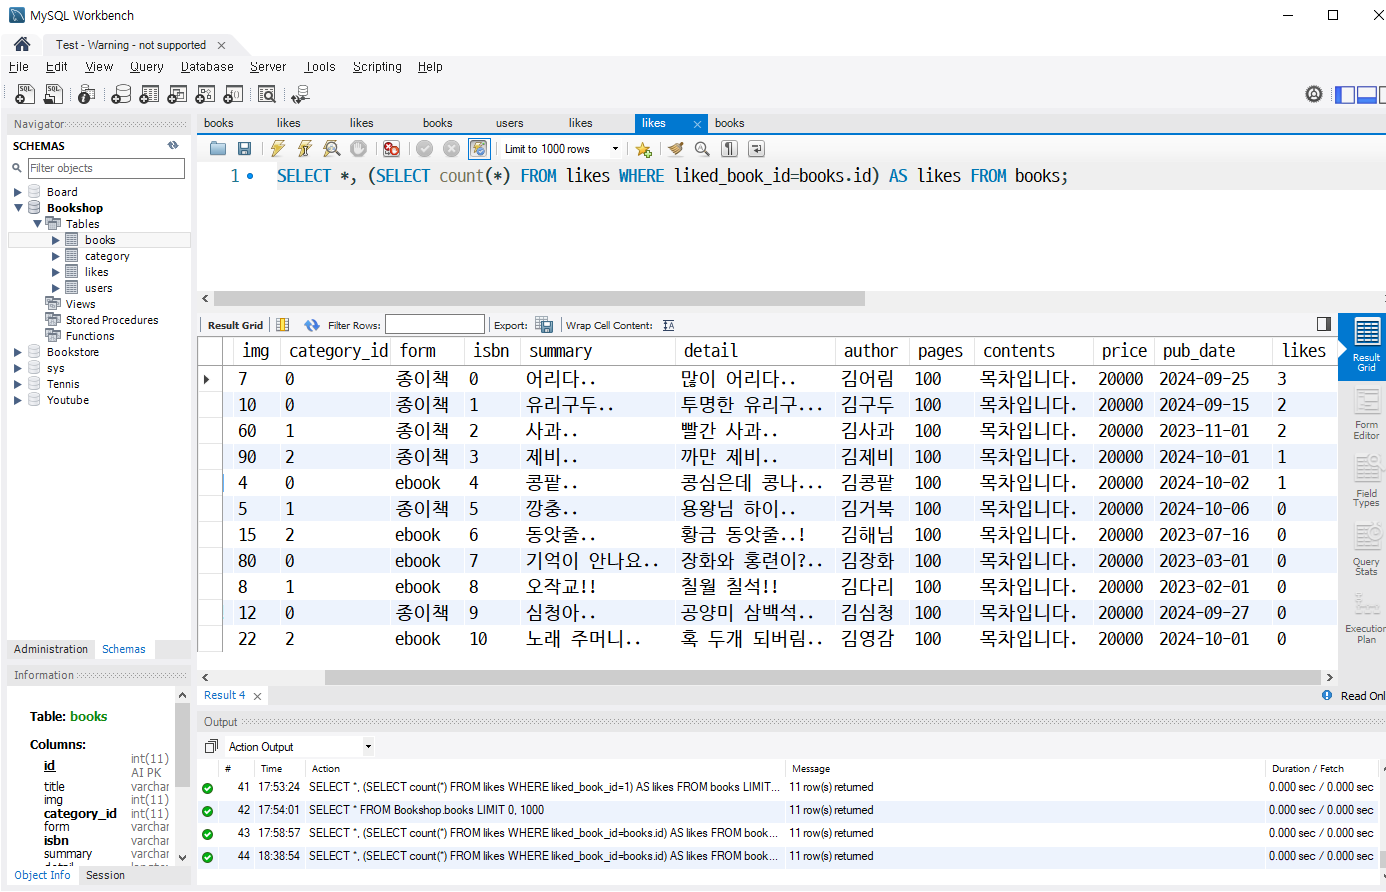 MySQL Workbench
Test - Warning - not supported
File Edit View Query Database Server Tools Scripting Help
Navigator
SCHEMAS
Filter objects
Board
Bookshop
Tables
books
category
likes
users
Views
Stored Procedures
Functions
Bookstore
sys
Tennis
Youtube
Administration Schemas
Information
Table: books
Columns:
id int(11) AI PK
title varchar
img int(11)
category_id int(11)
form varchar
isbn varchar
summary varchar
Object Info Session
books likes likes books users likes likes books
Limit to 1000 rows
1 SELECT *, (SELECT count(*) FROM likes WHERE liked_book_id=books.id) AS likes FROM books;
Result Grid Filter Rows: Export: Wrap Cell Content:
img category_id form isbn summary detail author pages contents price pub_date likes
7 0 종이책 0 어리다.. 많이 어리다.. 김어림 100 목차입니다. 20000 2024-09-25 3
10 0 종이책 1 유리구두.. 투명한 유리구... 김구두 100 목차입니다. 20000 2024-09-15 2
60 1 종이책 2 사과.. 빨간 사과.. 김사과 100 목차입니다. 20000 2023-11-01 2
90 2 종이책 3 제비.. 까만 제비.. 김제비 100 목차입니다. 20000 2024-10-01 1
4 0 ebook 4 콩팥.. 콩심은데 콩나... 김콩팥 100 목차입니다. 20000 2024-10-02 1
5 1 종이책 5 깡충.. 용왕님 하이.. 김거북 100 목차입니다. 20000 2024-10-06 0
15 2 ebook 6 동앗줄.. 황금 동앗줄..! 김해님 100 목차입니다. 20000 2023-07-16 0
80 0 ebook 7 기억이 안나요.. 장화와 홍련이?.. 김장화 100 목차입니다. 20000 2023-03-01 0
8 1 ebook 8 오작교!! 칠월 칠석!! 김다리 100 목차입니다. 20000 2023-02-01 0
12 0 종이책 9 심청아.. 공양미 삼백석.. 김심청 100 목차입니다. 20000 2024-09-27 0
22 2 ebook 10 노래 주머니.. 혹 두개 되버림.. 김영감 100 목차입니다. 20000 2024-10-01 0
Result Grid
Form Editor
Field Types
Query Stats
Execution Plan
Result 4
Read Onl
Output
Action Output
# Time Action Message Duration / Fetch
41 17:53:24 SELECT *, (SELECT count(*) FROM likes WHERE liked_book_id=1) AS likes FROM books LIMIT... 11 row(s) returned 0.000 sec / 0.000 sec
42 17:54:01 SELECT * FROM Bookshop.books LIMIT 0, 1000 11 row(s) returned 0.000 sec / 0.000 sec
43 17:58:57 SELECT *, (SELECT count(*) FROM likes WHERE liked_book_id=books.id) AS likes FROM book... 11 row(s) returned 0.000 sec / 0.000 sec
44 18:38:54 SELECT *, (SELECT count(*) FROM likes WHERE liked_book_id=books.id) AS likes FROM book... 11 row(s) returned 0.000 sec / 0.000 sec